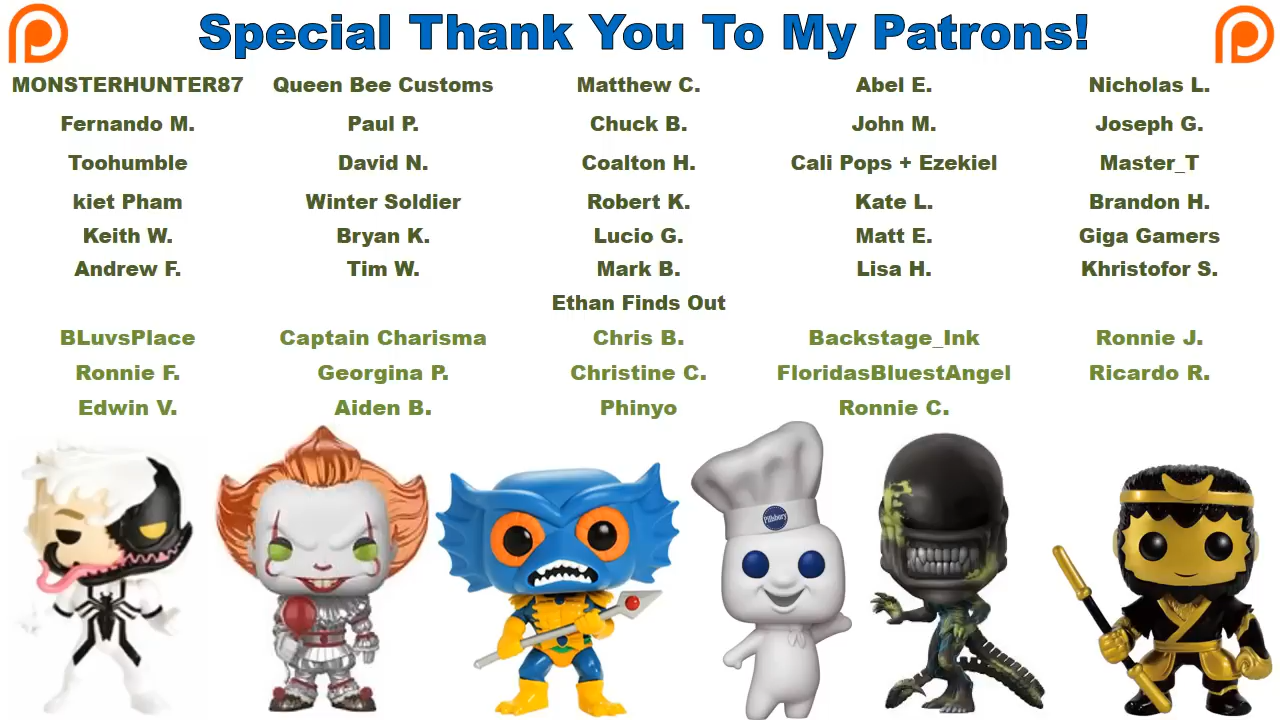 Special Thank You To My Patrons!
MONSTERHUNTER87 Queen Bee Customs Matthew C. Abel E. Nicholas L.
Fernando M. Paul P. Chuck B. John M. Joseph G.
Toohumble David N. Coalton H. Cali Pops + Ezekiel Master_T
kiet Pham Winter Soldier Robert K. Kate L. Brandon H.
Keith W. Bryan K. Lucio G. Matt E. Giga Gamers
Andrew F. Tim W. Mark B. Lisa H. Khristofor S.
Ethan Finds Out
BLuvsPlace Captain Charisma Chris B. Backstage_Ink Ronnie J.
Ronnie F. Georgina P. Christine C. FloridasBluestAngel Ricardo R.
Edwin V. Aiden B. Phinyo Ronnie C.
Pillsbury